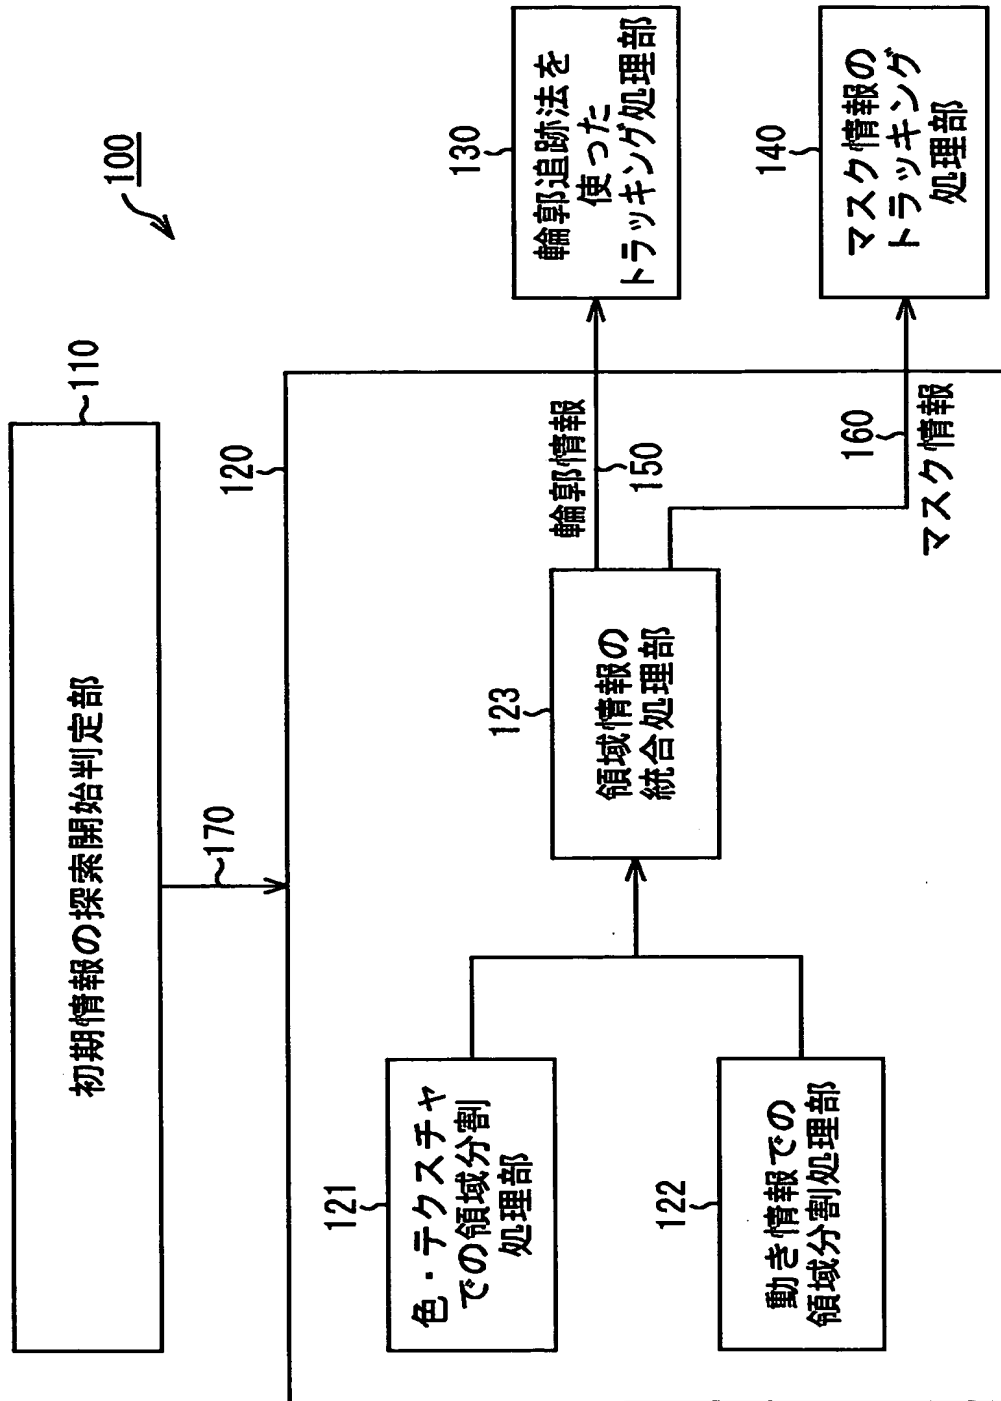 100
初期情報の探索開始判定部
110
170
120
色・テクスチャ
での領域分割
処理部
121
動き情報での
領域分割処理部
122
領域情報の
統合処理部
123
輪郭情報
150
マスク情報
160
輪郭追跡法を
使った
トラッキング処理部
130
マスク情報の
トラッキング
処理部
140